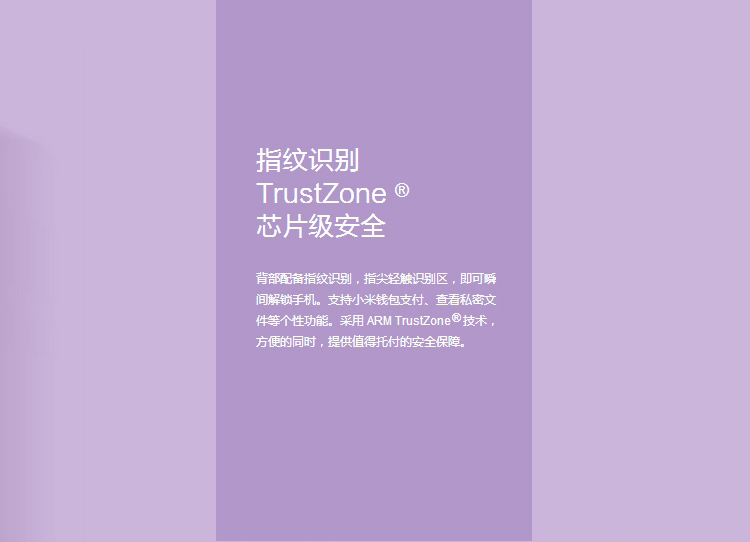 指纹识别
TrustZone ®
芯片级安全
背部配备指纹识别，指尖轻触识别区，即可瞬
间解锁手机。支持小米钱包支付、查看私密文
件等个性功能。采用 ARM TrustZone®技术，
方便的同时，提供值得托付的安全保障。